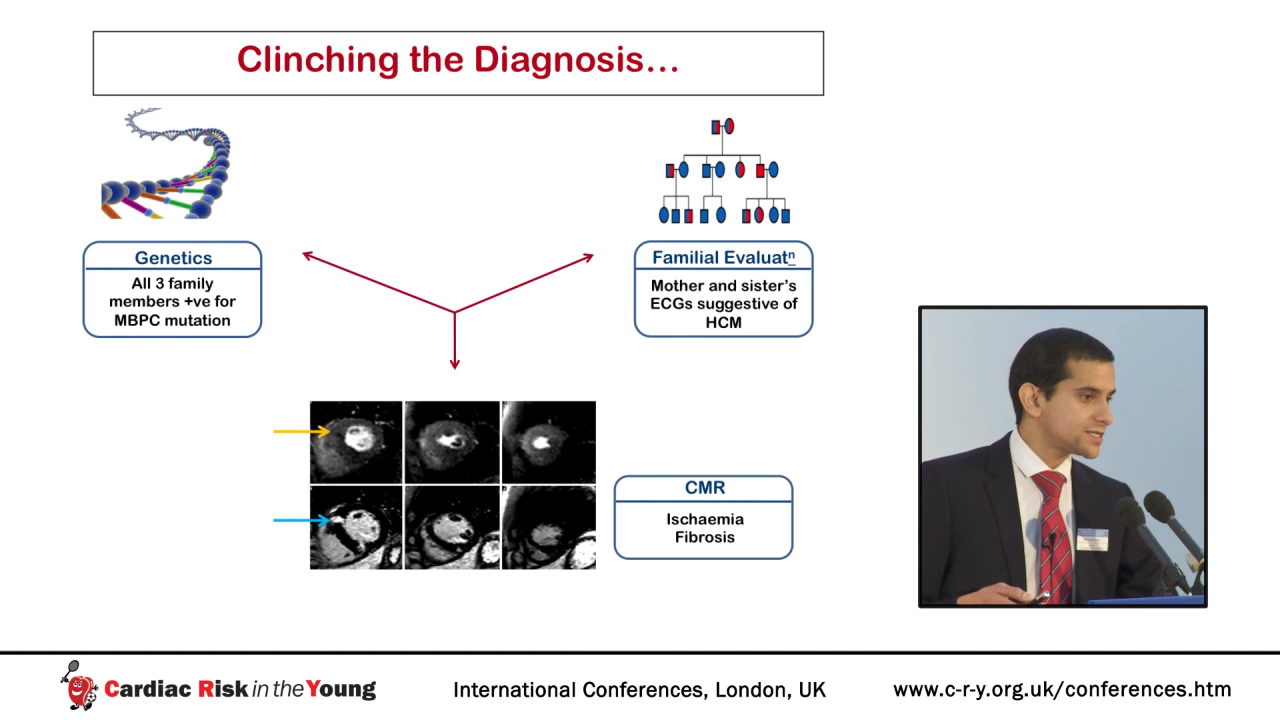 Clinching the Diagnosis…
Genetics
All 3 family
members +ve for
MBPC mutation
Familial Evaluatn
Mother and sister’s
ECGs suggestive of
HCM
CMR
Ischaemia
Fibrosis
Cardiac Risk in the Young
International Conferences, London, UK
www.c-r-y.org.uk/conferences.htm